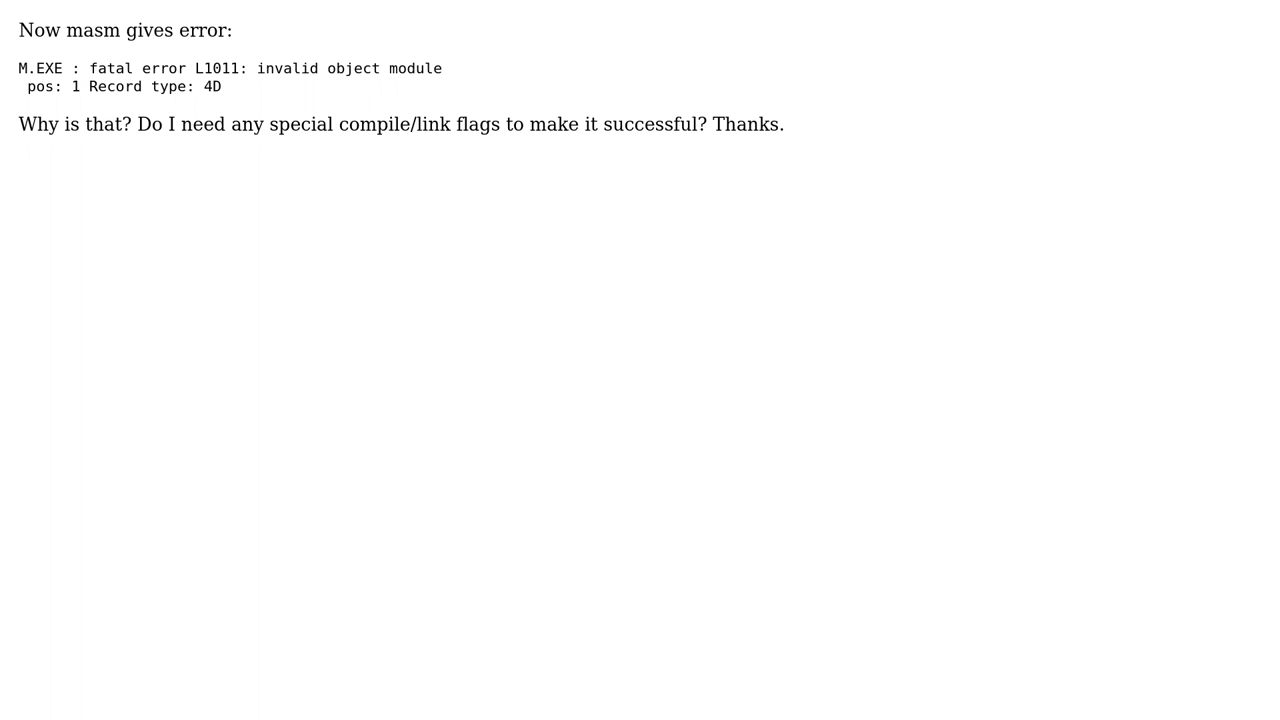 Now masm gives error:
M.EXE : fatal error L1011: invalid object module
 pos: 1 Record type: 4D
Why is that? Do I need any special compile/link flags to make it successful? Thanks.